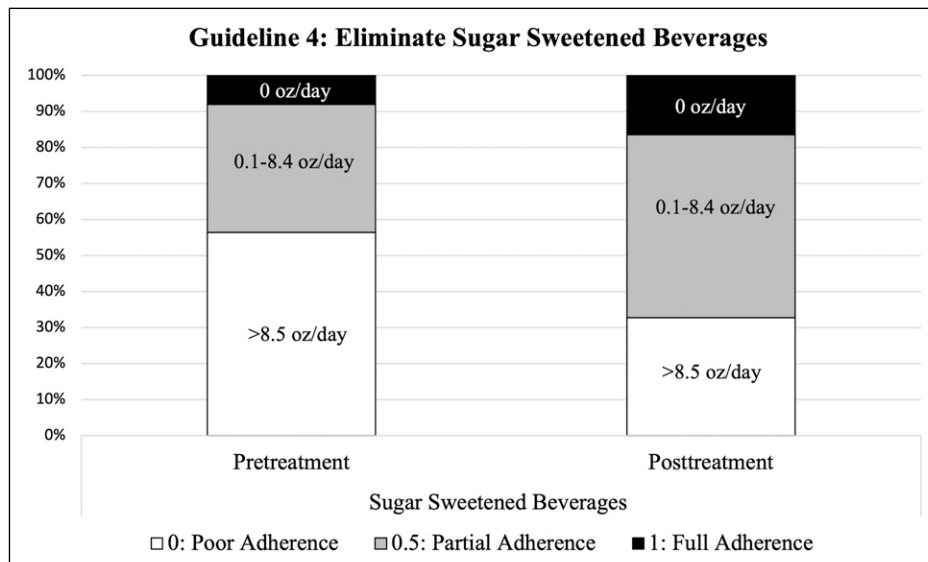 Guideline 4: Eliminate Sugar Sweetened Beverages
100%
90%
80%
70%
60%
50%
40%
30%
20%
10%
0%
0 oz/day
0.1-8.4 oz/day
>8.5 oz/day
0 oz/day
0.1-8.4 oz/day
>8.5 oz/day
Pretreatment
Posttreatment
Sugar Sweetened Beverages
0: Poor Adherence
0.5: Partial Adherence
1: Full Adherence